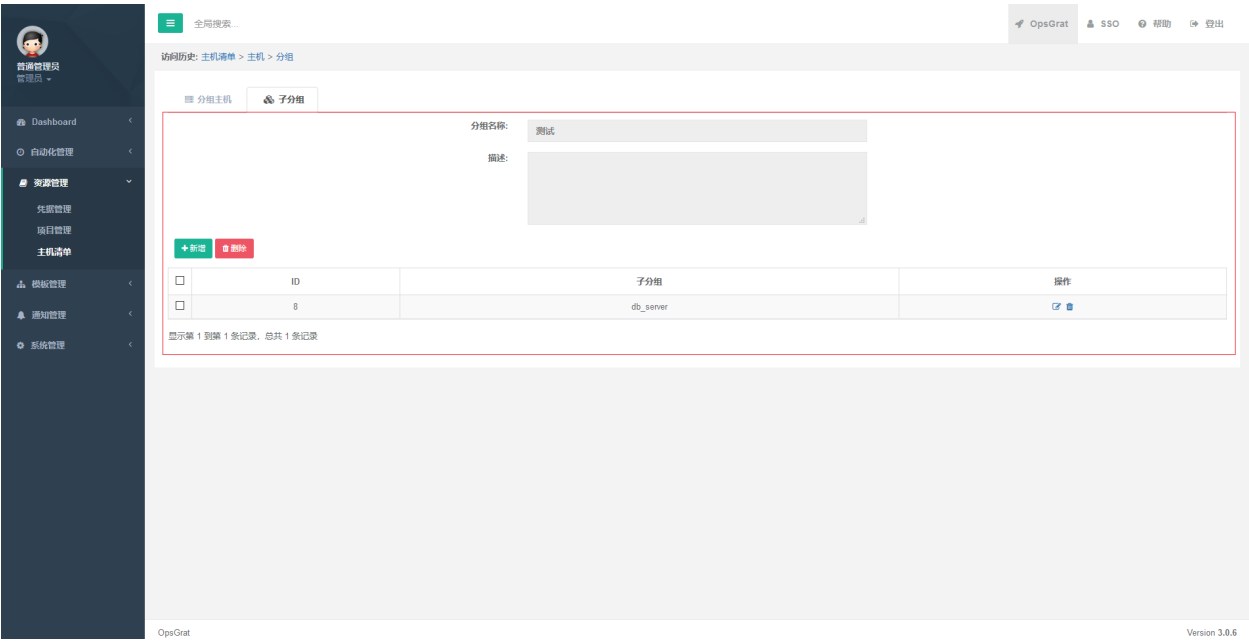 全局搜索...
OpsGrat
SSO
帮助
登出
普通管理员
管理员
访问历史: 主机清单 > 主机 > 分组
Dashboard
自动化管理
资源管理
凭据管理
项目管理
主机清单
模板管理
通知管理
系统管理
分组主机
子分组
分组名称:
测试
描述:
新增
删除
ID
子分组
操作
8
db_server
显示第 1 到第 1 条记录，总共 1 条记录
OpsGrat
Version 3.0.6